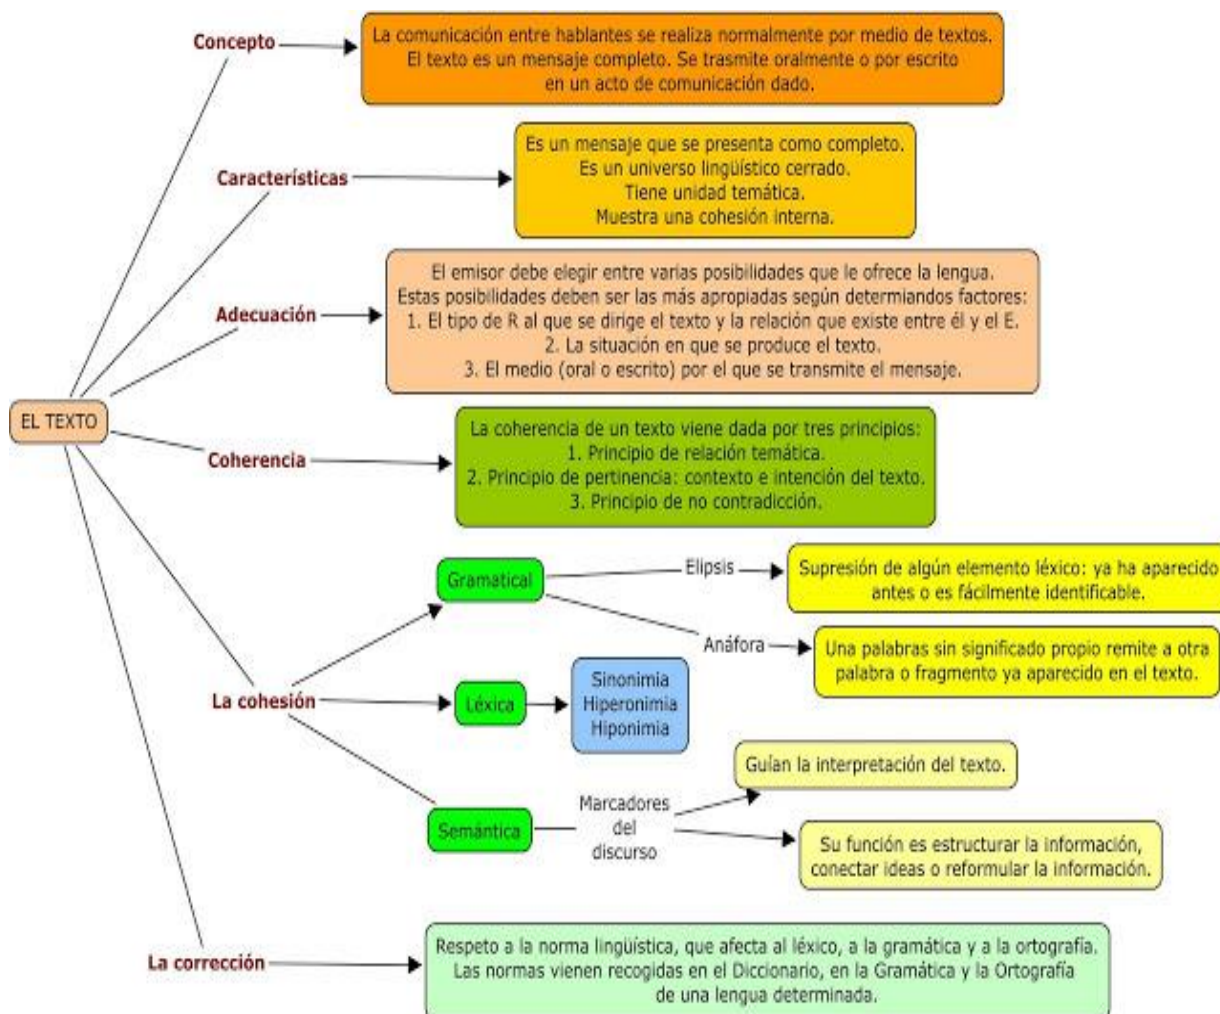 Concepto
La comunicación entre hablantes se realiza normalmente por medio de textos.
El texto es un mensaje completo. Se trasmite oralmente o por escrito
en un acto de comunicación dado.
Características
Es un mensaje que se presenta como completo.
Es un universo lingüístico cerrado.
Tiene unidad temática.
Muestra una cohesión interna.
Adecuación
El emisor debe elegir entre varias posibilidades que le ofrece la lengua.
Estas posibilidades deben ser las más apropiadas según determiandos factores:
1. El tipo de R al que se dirige el texto y la relación que existe entre él y el E.
2. La situación en que se produce el texto.
3. El medio (oral o escrito) por el que se transmite el mensaje.
EL TEXTO
Coherencia
La coherencia de un texto viene dada por tres principios:
1. Principio de relación temática.
2. Principio de pertinencia: contexto e intención del texto.
3. Principio de no contradicción.
La cohesión
Gramatical
Elipsis
Supresión de algún elemento léxico: ya ha aparecido
antes o es fácilmente identificable.
Anáfora
Una palabras sin significado propio remite a otra
palabra o fragmento ya aparecido en el texto.
Léxica
Sinonimia
Hiperonimia
Hiponimia
Semántica
Marcadores
del
discurso
Guían la interpretación del texto.
Su función es estructurar la información,
conectar ideas o reformular la información.
La corrección
Respeto a la norma lingüística, que afecta al léxico, a la gramática y a la ortografía.
Las normas vienen recogidas en el Diccionario, en la Gramática y la Ortografía
de una lengua determinada.